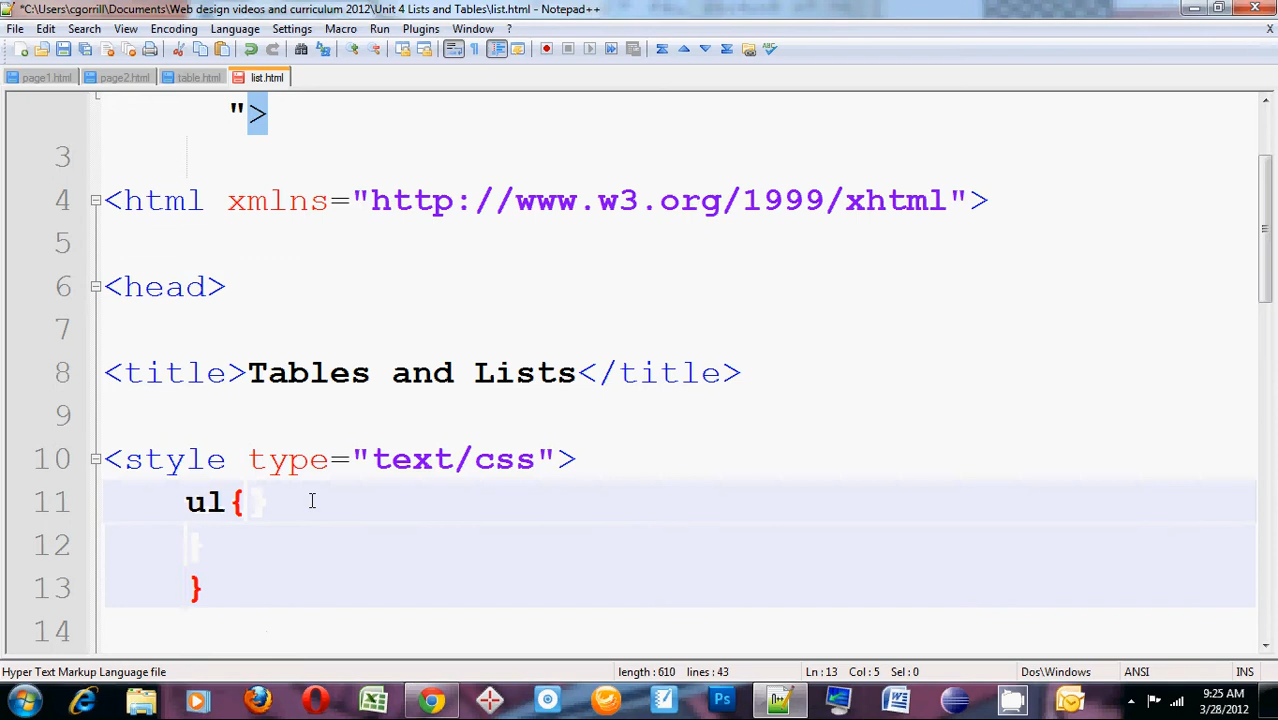 *C:\Users\cgorrill\Documents\Web design videos and curriculum 2012\Unit 4 Lists and Tables\list.html - Notepad++
File Edit Search View Encoding Language Settings Macro Run Plugins Window ? X
page1.html page2.html table.html list.html
">
3
4 <html xmlns="http://www.w3.org/1999/xhtml">
5
6 <head>
7
8 <title>Tables and Lists</title>
9
10 <style type="text/css">
11 ul{ }
12 }
13 }
14
Hyper Text Markup Language file length : 610 lines : 43 Ln : 13 Col : 5 Sel : 0 Dos\Windows ANSI INS
9:25 AM
3/28/2012